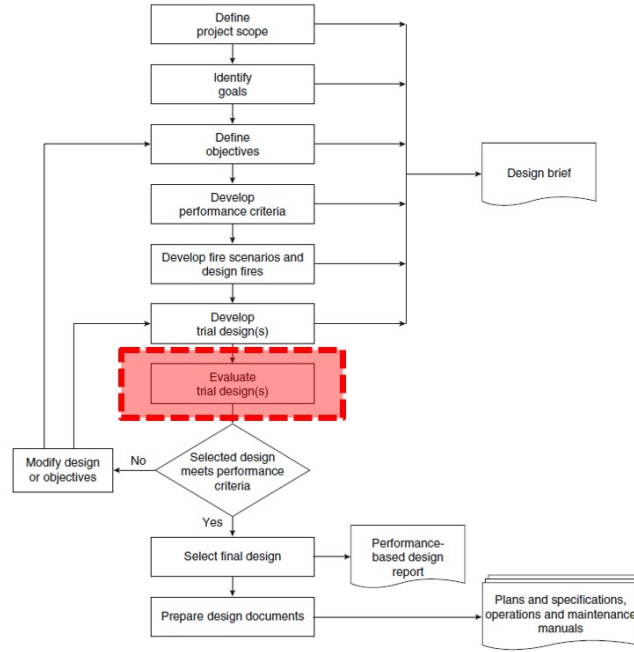 Define
project scope
Identify
goals
Define
objectives
Design brief
Develop
performance criteria
Develop fire scenarios and
design fires
Develop
trial design(s)
Evaluate
trial design(s)
Modify design
or objectives
No
Selected design
meets performance
criteria
Yes
Select final design
Performance-
based design
report
Prepare design documents
Plans and specifications,
operations and maintenance
manuals